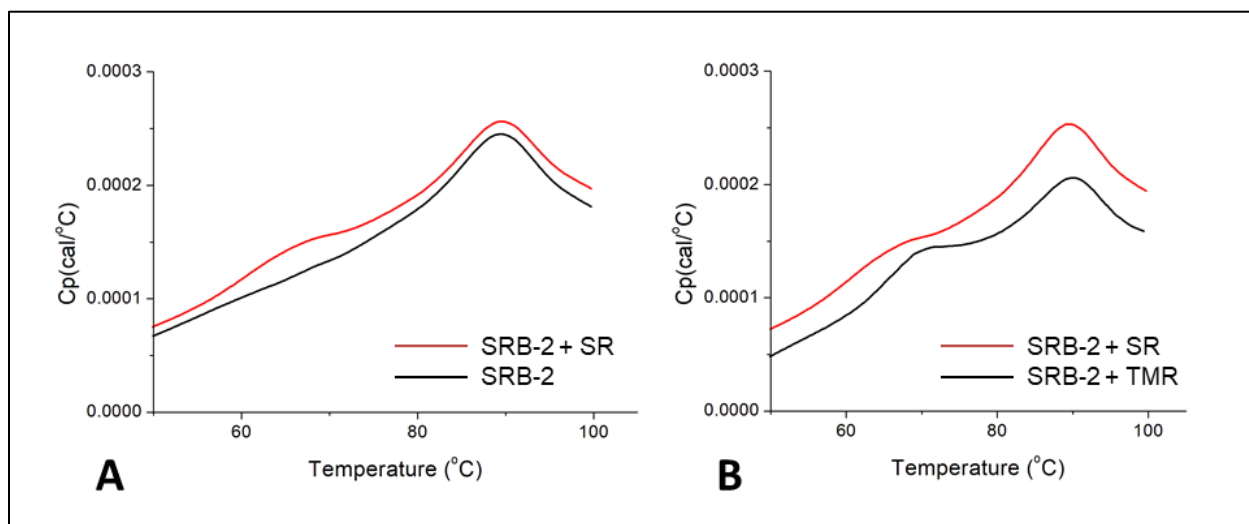 0.0003
0.0002
0.0001
0.0000
Cp(cal/°C)
60
80
100
Temperature (°C)
SRB-2 + SR
SRB-2
A
0.0003
0.0002
0.0001
0.0000
Cp(cal/°C)
60
80
100
Temperature (°C)
SRB-2 + SR
SRB-2 + TMR
B